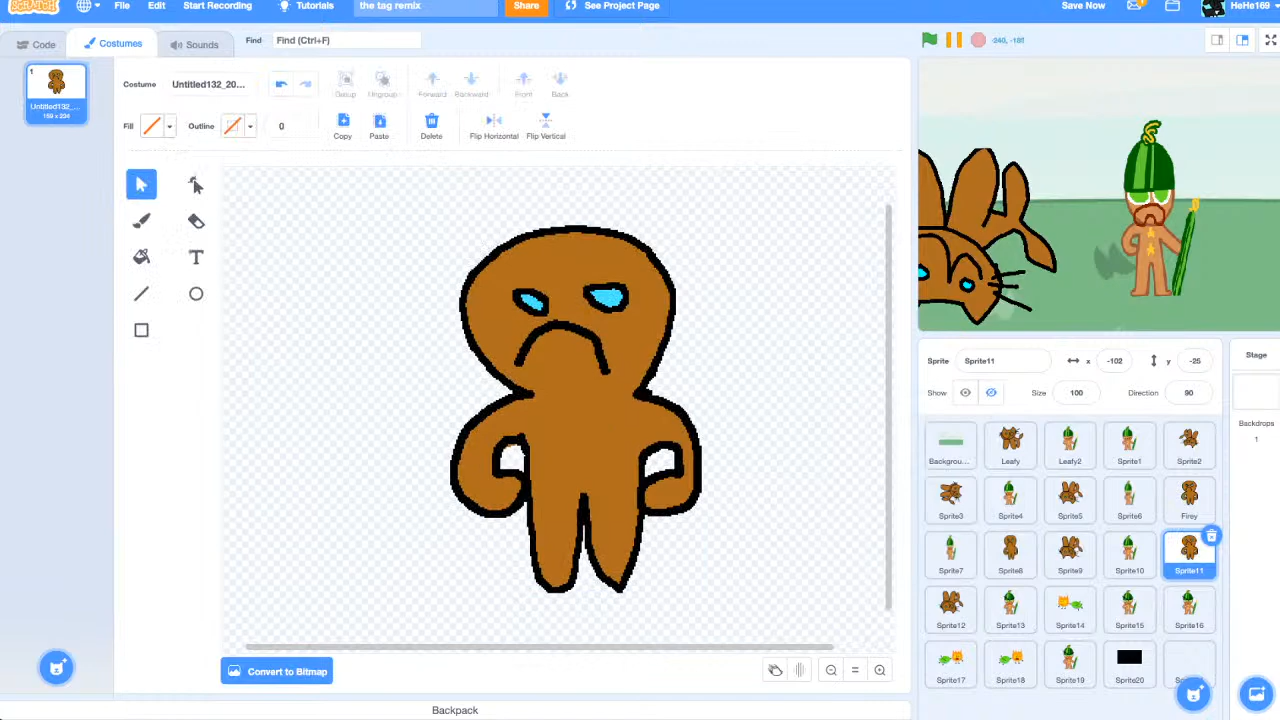 SCRATCH File Edit Start Recording Tutorials the tag remix Share See Project Page Save Now HeHe169
Code Costumes Sounds Find Find (Ctrl+F)
1
Untitled132_...
159 x 234
Costume Untitled132_20... Group Ungroup Forward Backward Front Back
Fill Outline 0 Copy Paste Delete Flip Horizontal Flip Vertical
T
Convert to Bitmap
Backpack
Sprite Sprite11 x -102 y -25
Show Size 100 Direction 90
Stage
Backdrops
1
Backgrou... Leafy Leafy2 Sprite1 Sprite2
Sprite3 Sprite4 Sprite5 Sprite6 Firey
Sprite7 Sprite8 Sprite9 Sprite10 Sprite11
Sprite12 Sprite13 Sprite14 Sprite15 Sprite16
Sprite17 Sprite18 Sprite19 Sprite20